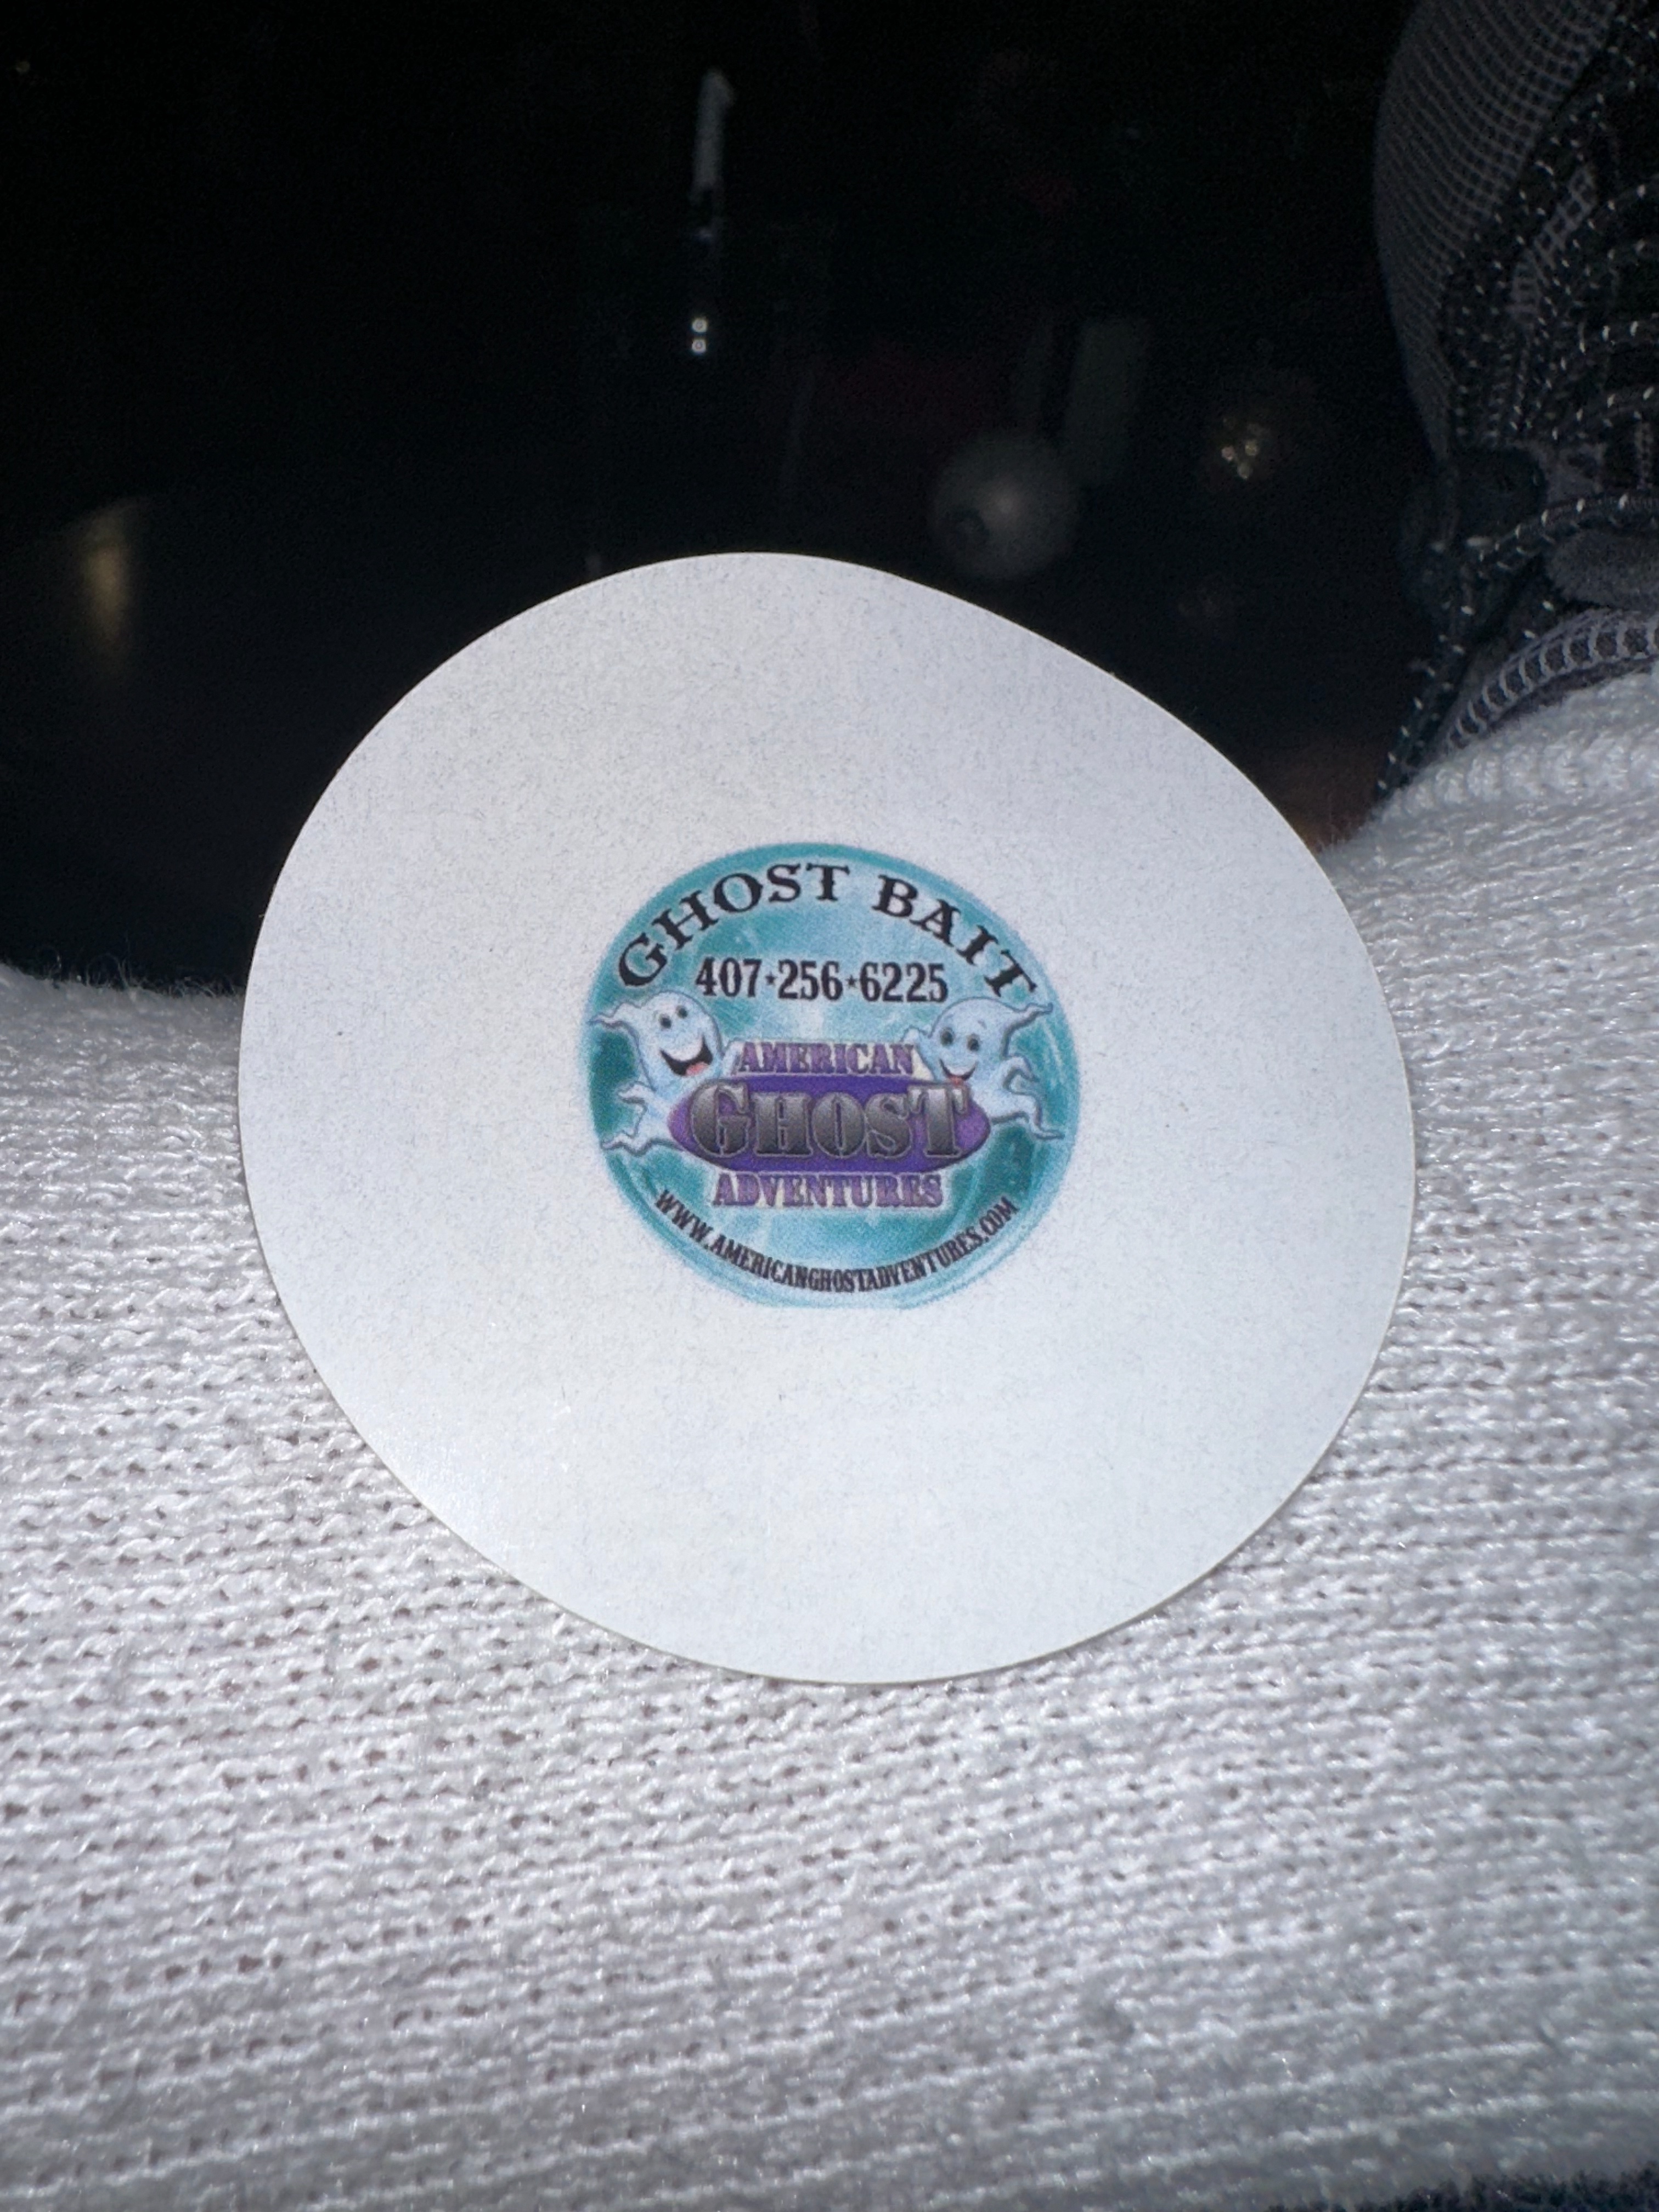 GHOST BAIT
407★256★6225
AMERICAN
GHOST
ADVENTURES
WWW.AMERICANGHOSTADVENTURES.COM